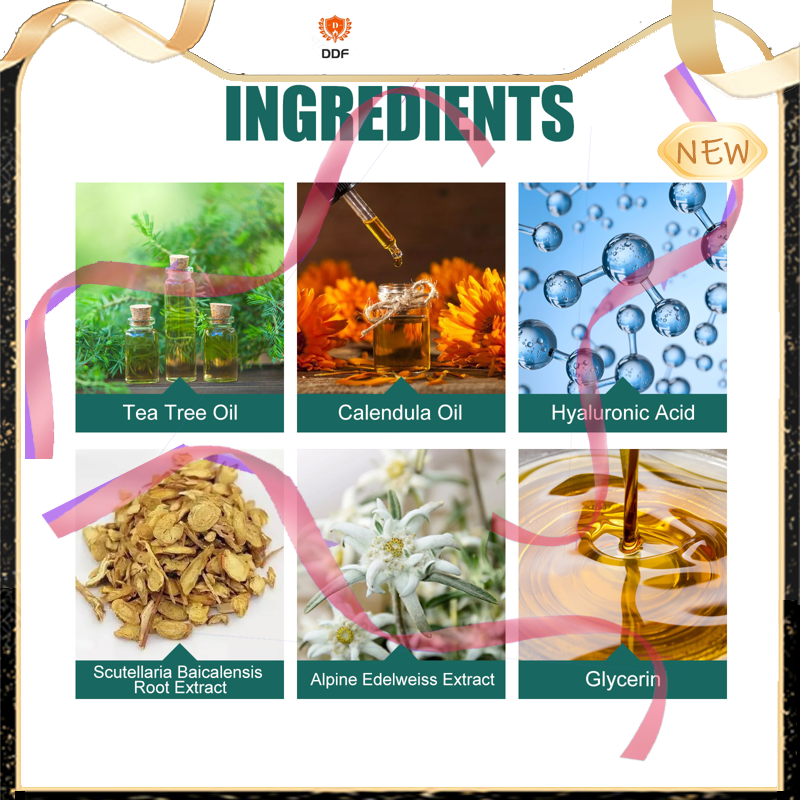 DDF
INGREDIENTS
NEW
Tea Tree Oil
Calendula Oil
Hyaluronic Acid
Scutellaria Baicalensis
Root Extract
Alpine Edelweiss Extract
Glycerin